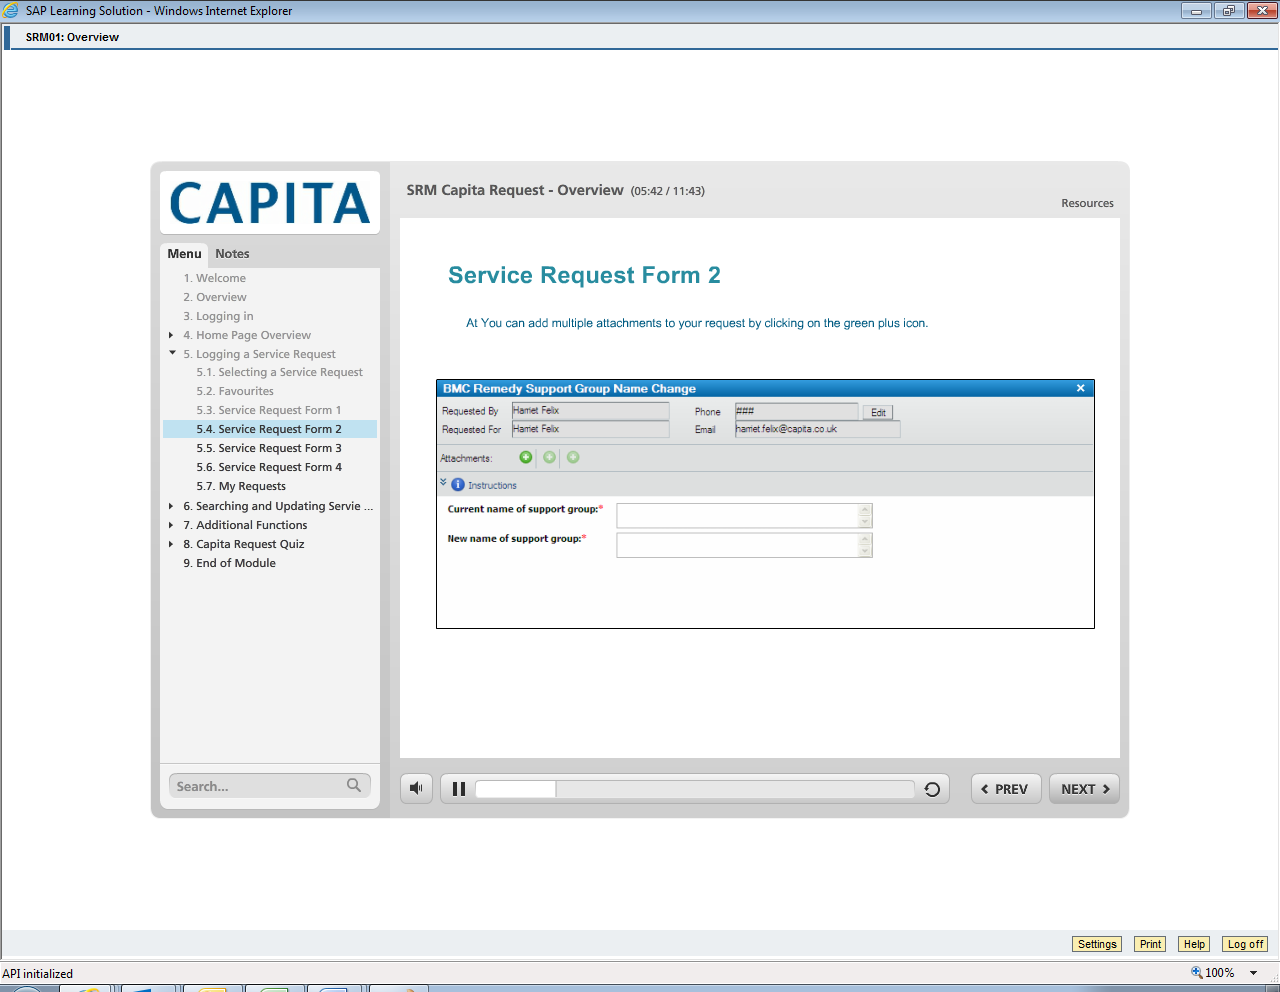 SAP Learning Solution - Windows Internet Explorer
SRM01: Overview
CAPITA
SRM Capita Request - Overview (05:42 / 11:43)
Resources
Menu Notes
1. Welcome
2. Overview
3. Logging in
4. Home Page Overview
5. Logging a Service Request
5.1. Selecting a Service Request
5.2. Favourites
5.3. Service Request Form 1
5.4. Service Request Form 2
5.5. Service Request Form 3
5.6. Service Request Form 4
5.7. My Requests
6. Searching and Updating Servie ...
7. Additional Functions
8. Capita Request Quiz
9. End of Module
Search...
Service Request Form 2
At You can add multiple attachments to your request by clicking on the green plus icon.
BMC Remedy Support Group Name Change
Requested By Harriet Felix Phone ### Edit
Requested For Harriet Felix Email harriet.felix@capita.co.uk
Attachments:
Instructions
Current name of support group:*
New name of support group:*
PREV NEXT
Settings Print Help Log off
API initialized 100%